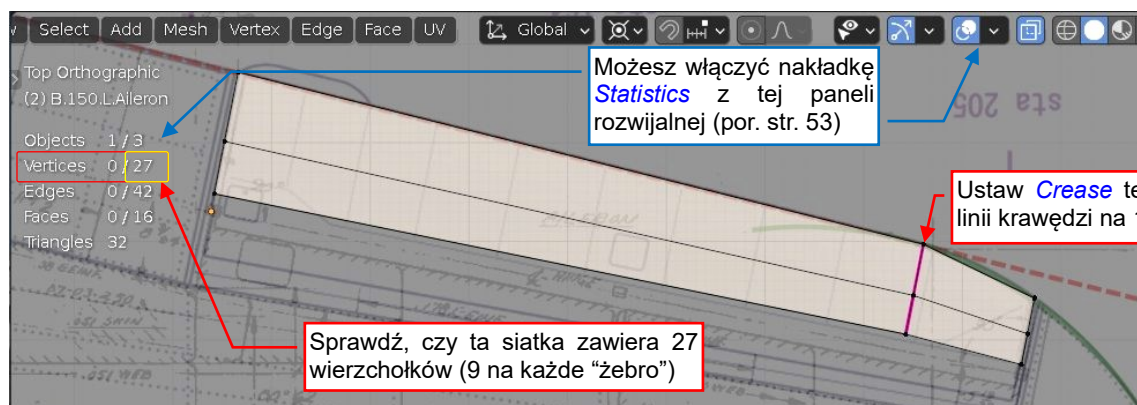 Select Add Mesh Vertex Edge Face UV Global
Top Orthographic
(2) B.150.L.Aileron
Objects 1 / 3
Vertices 0 / 27
Edges 0 / 42
Faces 0 / 16
Triangles 32
Możesz włączyć nakładkę
Statistics z tej paneli
rozwijalnej (por. str. 53)
sta 205
Ustaw Crease te
linii krawędzi na 1
Sprawdź, czy ta siatka zawiera 27
wierzchołków (9 na każde “żebro”)